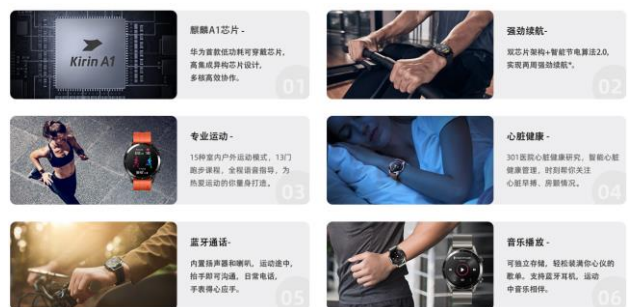 Kirin A1
麒麟A1芯片 -
华为首款低功耗可穿戴芯片，
高集成异构芯片设计，
多核高效协作。
01
强劲续航-
双芯片架构+智能节电算法2.0，
实现两周强劲续航*。
02
专业运动 -
15种室内户外运动模式，13门
跑步课程，全程语音指导，为
热爱运动的你量身打造。
03
心脏健康 -
301医院心脏健康研究，智能心脏
健康管理，时刻帮你关注
心脏早搏、房颤情况。
04
蓝牙通话-
内置扬声器和喇叭，运动途中，
抬手即可沟通，日常电话，
手表得心应手。
05
音乐播放 -
可独立存储，轻松装满你心仪的
歌单。支持蓝牙耳机，运动
中音乐相伴。
06